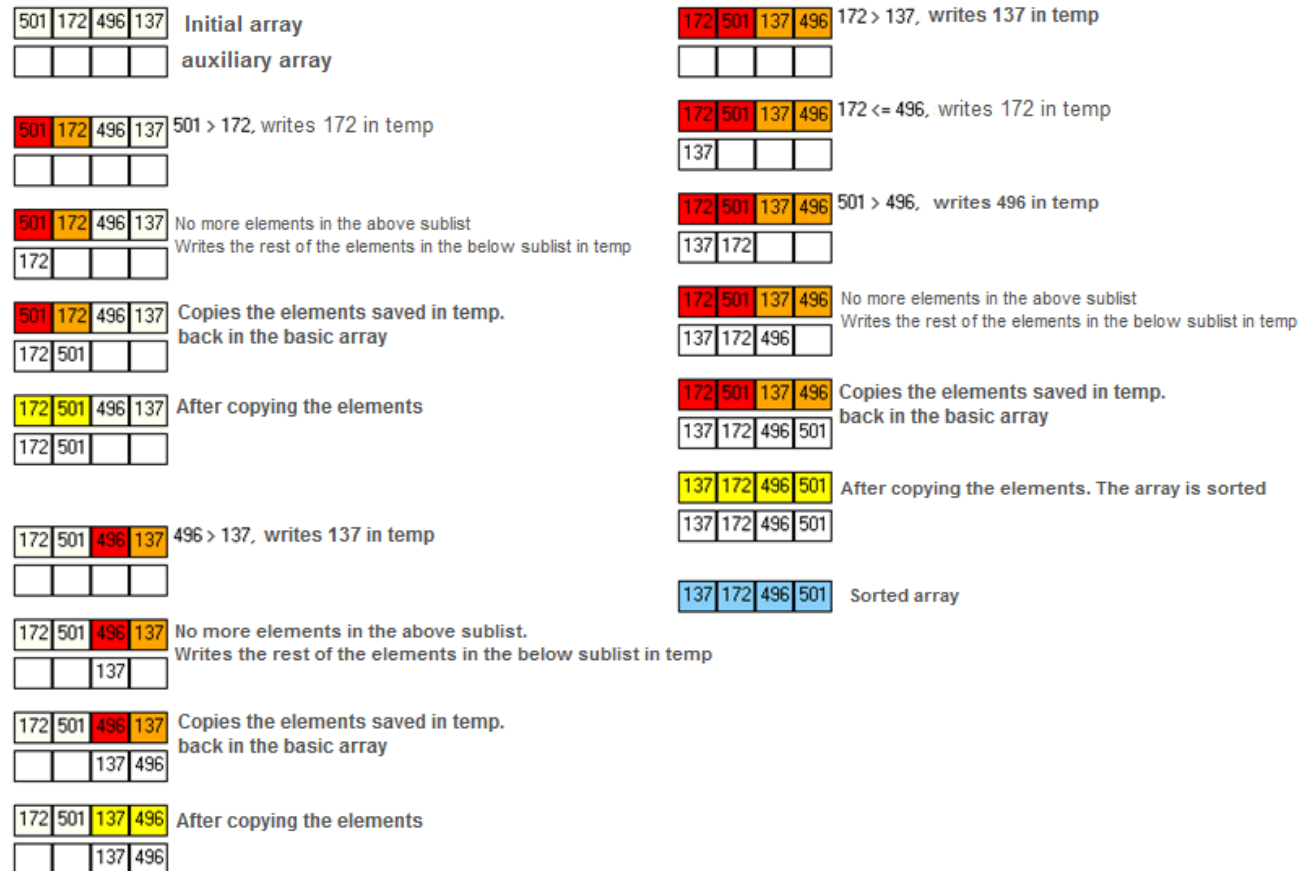 501 172 496 137 Initial array
auxiliary array
501 172 496 137 501 > 172, writes 172 in temp
501 172 496 137 No more elements in the above sublist
Writes the rest of the elements in the below sublist in temp
172
501 172 496 137 Copies the elements saved in temp.
back in the basic array
172 501
172 501 496 137 After copying the elements
172 501
172 501 496 137 496 > 137, writes 137 in temp
172 501 496 137 No more elements in the above sublist.
Writes the rest of the elements in the below sublist in temp
137
172 501 496 137 Copies the elements saved in temp.
back in the basic array
137 496
172 501 137 496 After copying the elements
137 496
172 501 137 496 172 > 137, writes 137 in temp
172 501 137 496 172 <= 496, writes 172 in temp
137
172 501 137 496 501 > 496, writes 496 in temp
137 172
172 501 137 496 No more elements in the above sublist
Writes the rest of the elements in the below sublist in temp
137 172 496
172 501 137 496 Copies the elements saved in temp.
back in the basic array
137 172 496 501
137 172 496 501 After copying the elements. The array is sorted
137 172 496 501
137 172 496 501 Sorted array